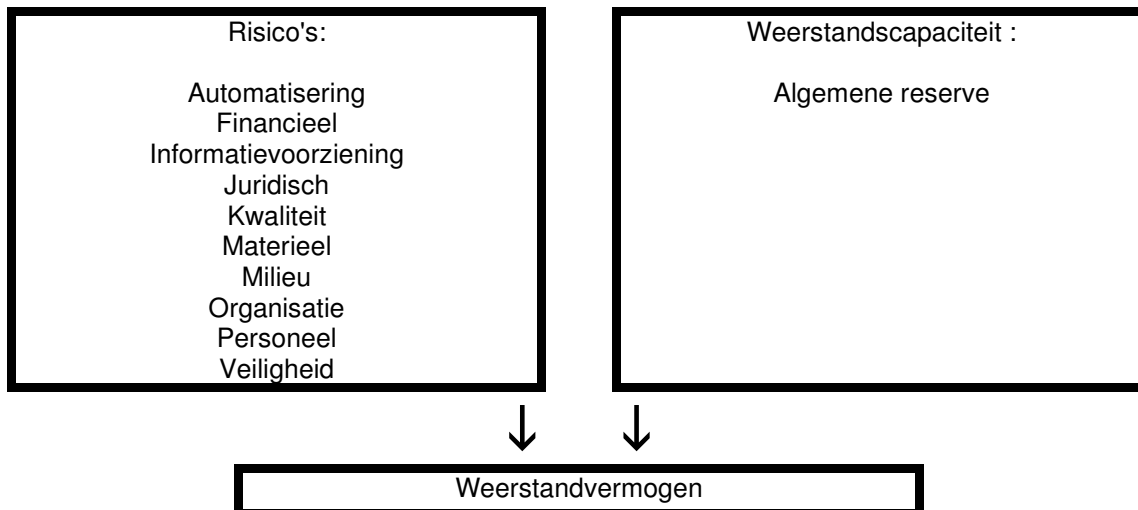 Risico's:
Automatisering
Financieel
Informatievoorziening
Juridisch
Kwaliteit
Materieel
Milieu
Organisatie
Personeel
Veiligheid
Weerstandscapaciteit :
Algemene reserve
Weerstandvermogen